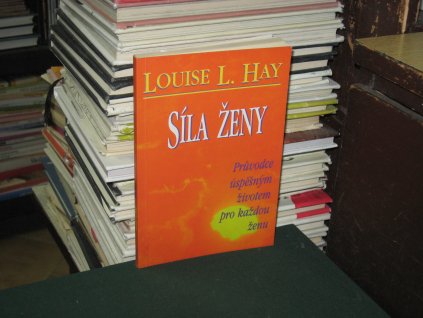 LOUISE L. HAY
SÍLA ŽENY
Průvodce
úspěšným
životem
pro každou
ženu